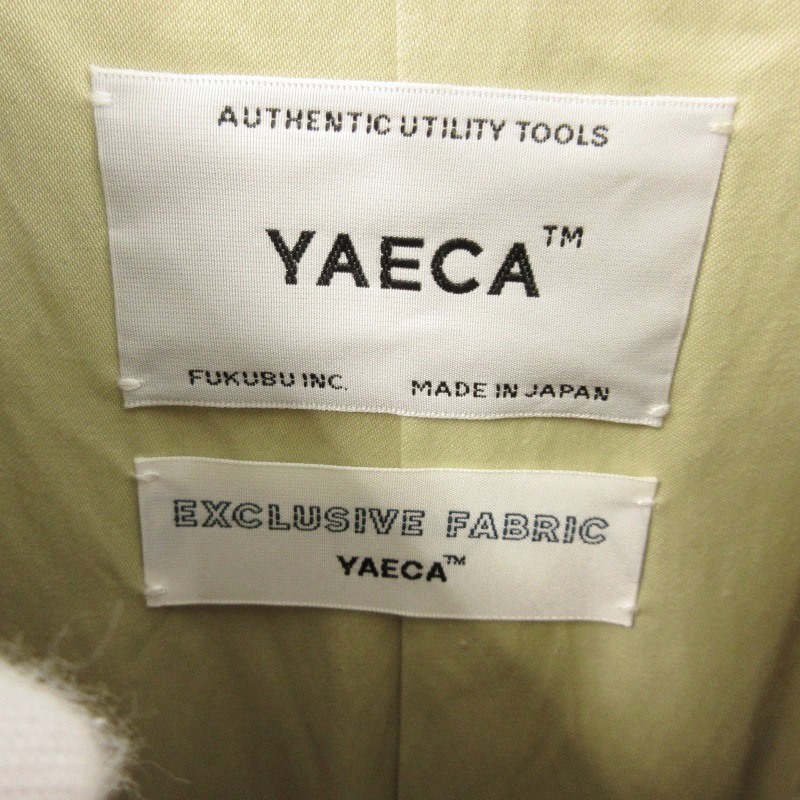 AUTHENTIC UTILITY TOOLS
YAECA™
FUKUBU INC. MADE IN JAPAN
EXCLUSIVE FABRIC
YAECA™